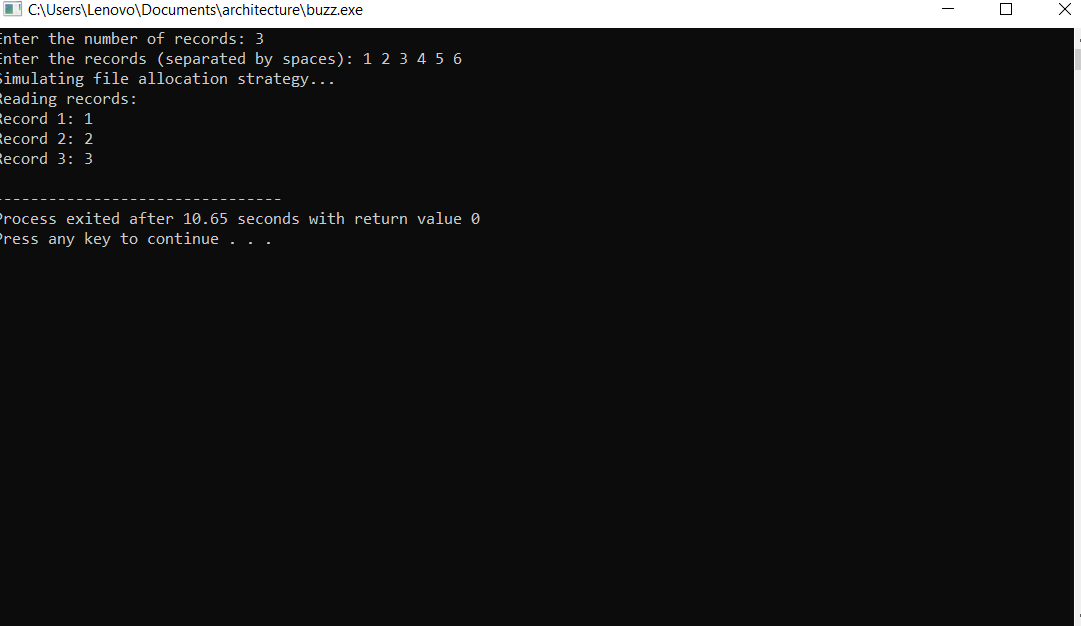 C:\Users\Lenovo\Documents\architecture\buzz.exe
Enter the number of records: 3
Enter the records (separated by spaces): 1 2 3 4 5 6
Simulating file allocation strategy...
Reading records:
Record 1: 1
Record 2: 2
Record 3: 3
--------------------------------
Process exited after 10.65 seconds with return value 0
Press any key to continue . . .